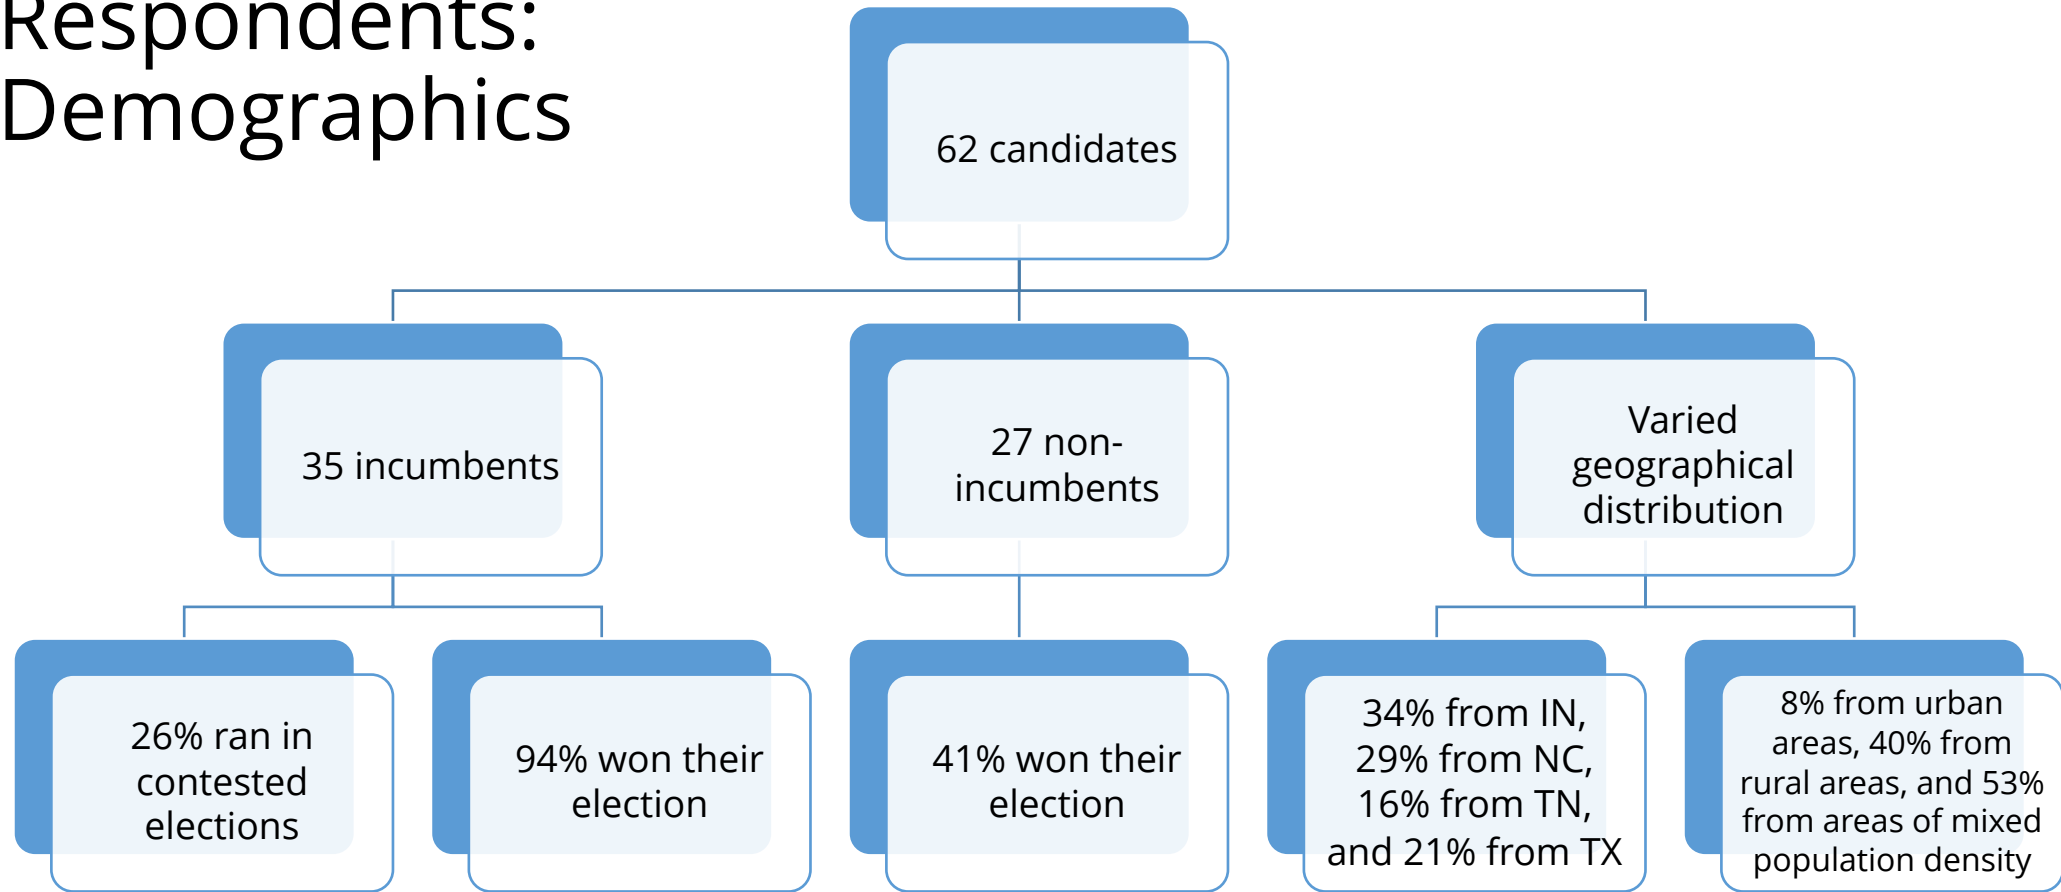 Respondents:
Demographics
62 candidates
35 incumbents
27 non-
incumbents
Varied
geographical
distribution
26% ran in
contested
elections
94% won their
election
41% won their
election
34% from IN,
29% from NC,
16% from TN,
and 21% from TX
8% from urban
areas, 40% from
rural areas, and 53%
from areas of mixed
population density